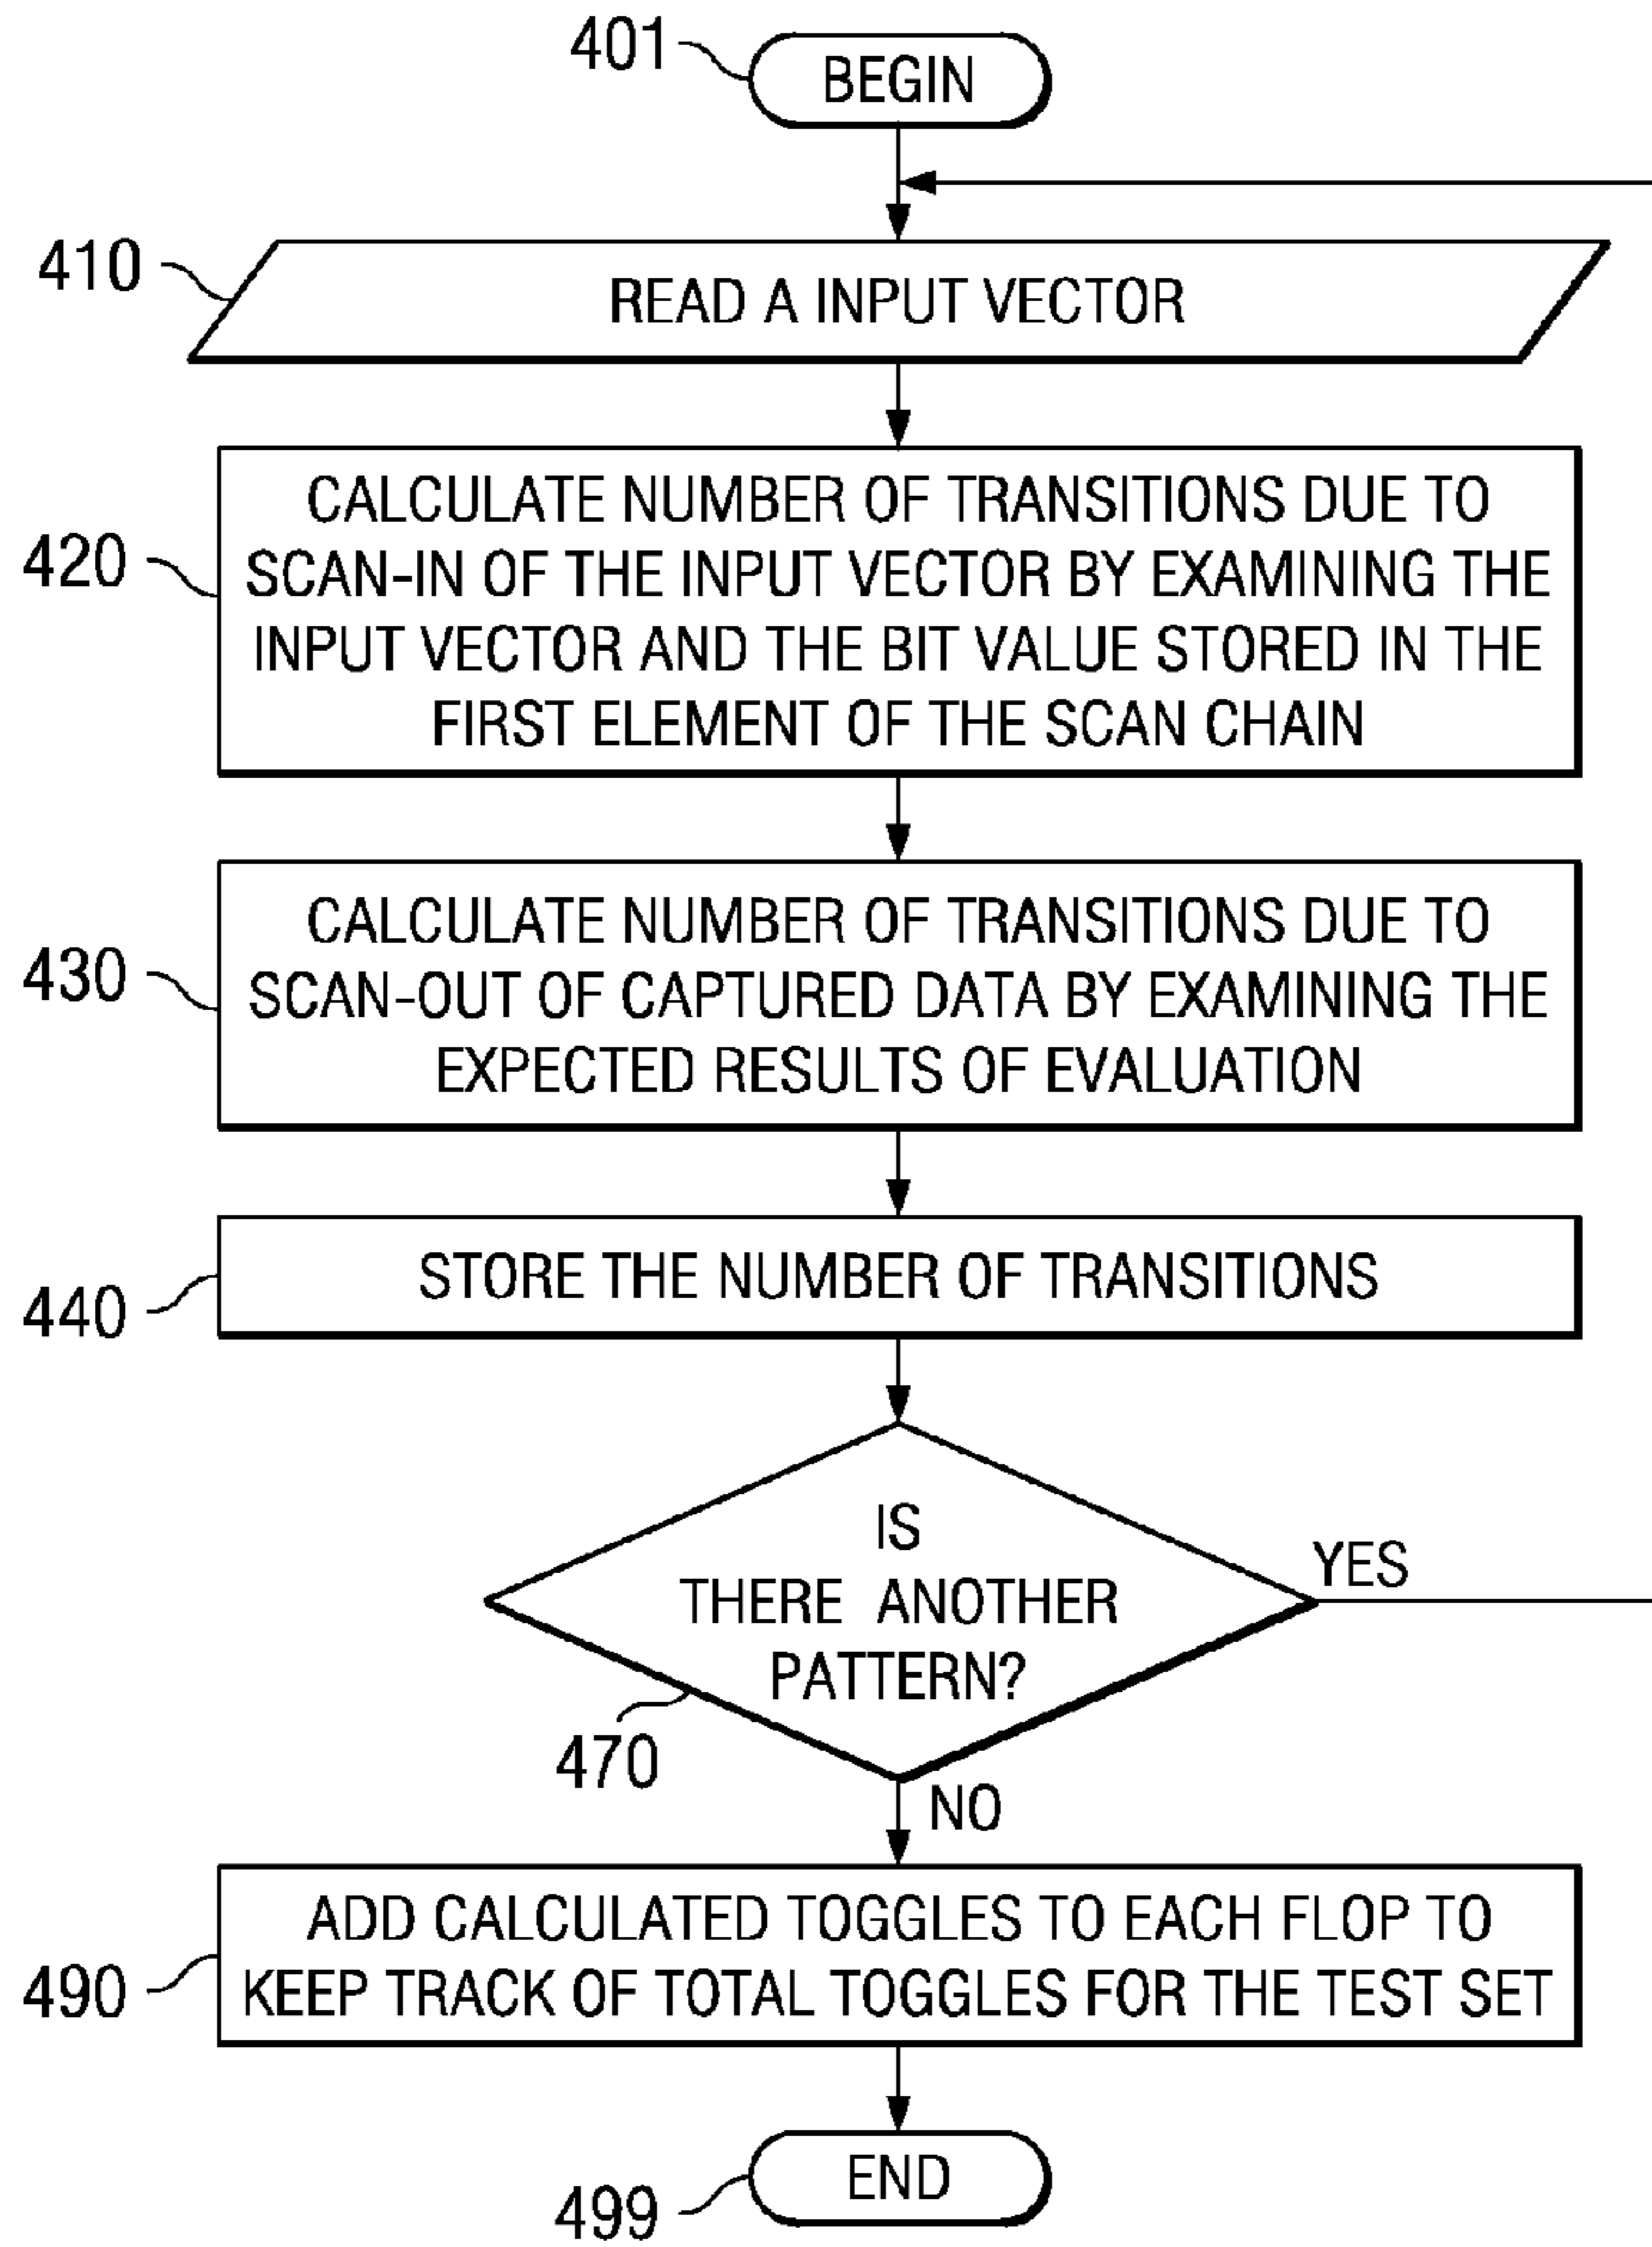 401
BEGIN
410
READ A INPUT VECTOR
420
CALCULATE NUMBER OF TRANSITIONS DUE TO
SCAN-IN OF THE INPUT VECTOR BY EXAMINING THE
INPUT VECTOR AND THE BIT VALUE STORED IN THE
FIRST ELEMENT OF THE SCAN CHAIN
430
CALCULATE NUMBER OF TRANSITIONS DUE TO
SCAN-OUT OF CAPTURED DATA BY EXAMINING THE
EXPECTED RESULTS OF EVALUATION
440
STORE THE NUMBER OF TRANSITIONS
IS
THERE ANOTHER
PATTERN?
YES
470
NO
490
ADD CALCULATED TOGGLES TO EACH FLOP TO
KEEP TRACK OF TOTAL TOGGLES FOR THE TEST SET
499
END